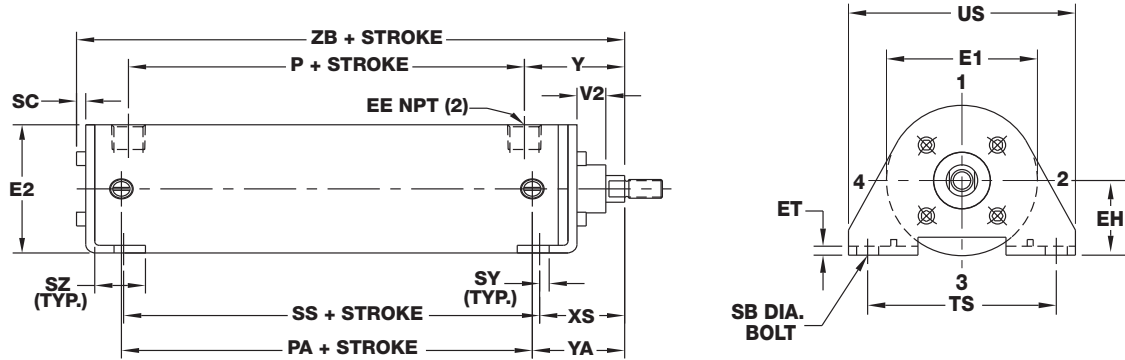 ZB + STROKE
P + STROKE
Y
V2
SC
EE NPT (2)
E2
SZ
(TYP.)
SY
(TYP.)
SS + STROKE
XS
PA + STROKE
YA
US
E1
1
4
2
EH
ET
3
TS
SB DIA.
BOLT